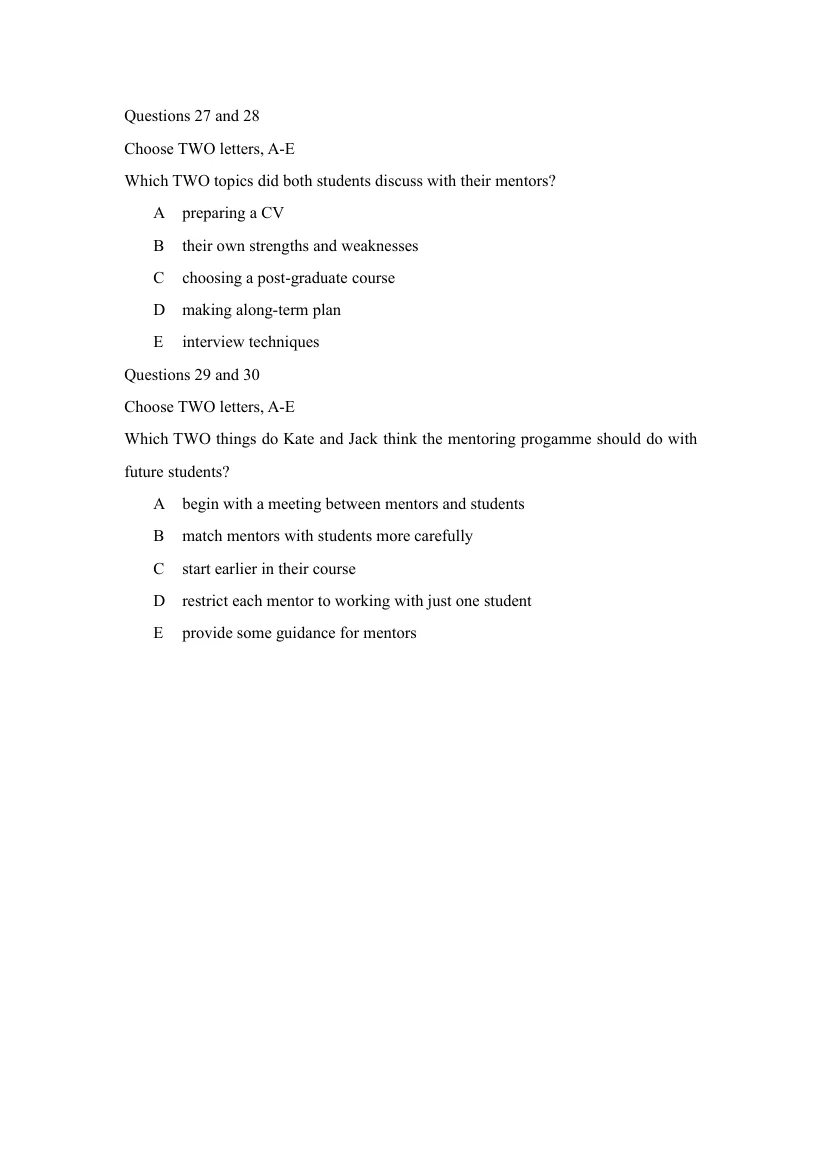 Questions 27 and 28
Choose TWO letters, A-E
Which TWO topics did both students discuss with their mentors?
A preparing a CV
B their own strengths and weaknesses
C choosing a post-graduate course
D making along-term plan
E interview techniques
Questions 29 and 30
Choose TWO letters, A-E
Which TWO things do Kate and Jack think the mentoring progamme should do with
future students?
A begin with a meeting between mentors and students
B match mentors with students more carefully
C start earlier in their course
D restrict each mentor to working with just one student
E provide some guidance for mentors